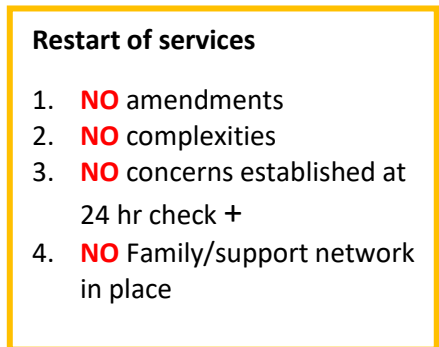 Restart of services
1. NO amendments
2. NO complexities
3. NO concerns established at
24 hr check +
4. NO Family/support network
in place